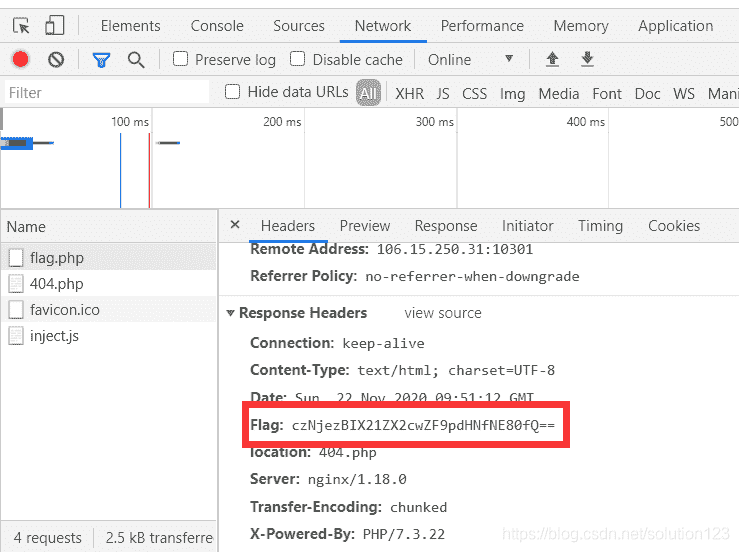 Elements Console Sources Network Performance Memory Application
Preserve log Disable cache Online
Filter Hide data URLs All XHR JS CSS Img Media Font Doc WS Mani
100 ms 200 ms 300 ms 400 ms 500
Name × Headers Preview Response Initiator Timing Cookies
flag.php
404.php
favicon.ico
inject.js
Remote Address: 106.15.250.31:10301
Referrer Policy: no-referrer-when-downgrade
Response Headers view source
Connection: keep-alive
Content-Type: text/html; charset=UTF-8
Date: Sun, 22 Nov 2020 09:51:12 GMT
Flag: czNjezBIX21ZX2cwZF9pdHNfNE80fQ==
location: 404.php
Server: nginx/1.18.0
Transfer-Encoding: chunked
X-Powered-By: PHP/7.3.22
4 requests 2.5 kB transferre
https://blog.csdn.net/solution123